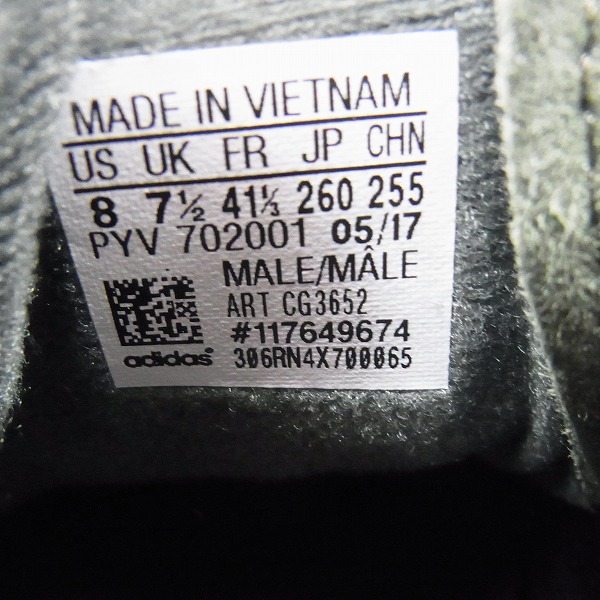 MADE IN VIETNAM
US UK FR JP CHN
8 7½ 41⅓ 260 255
PYV 702001 05/17
MALE/MÂLE
ART CG3652
#117649674
adidas® 306RN4X700065